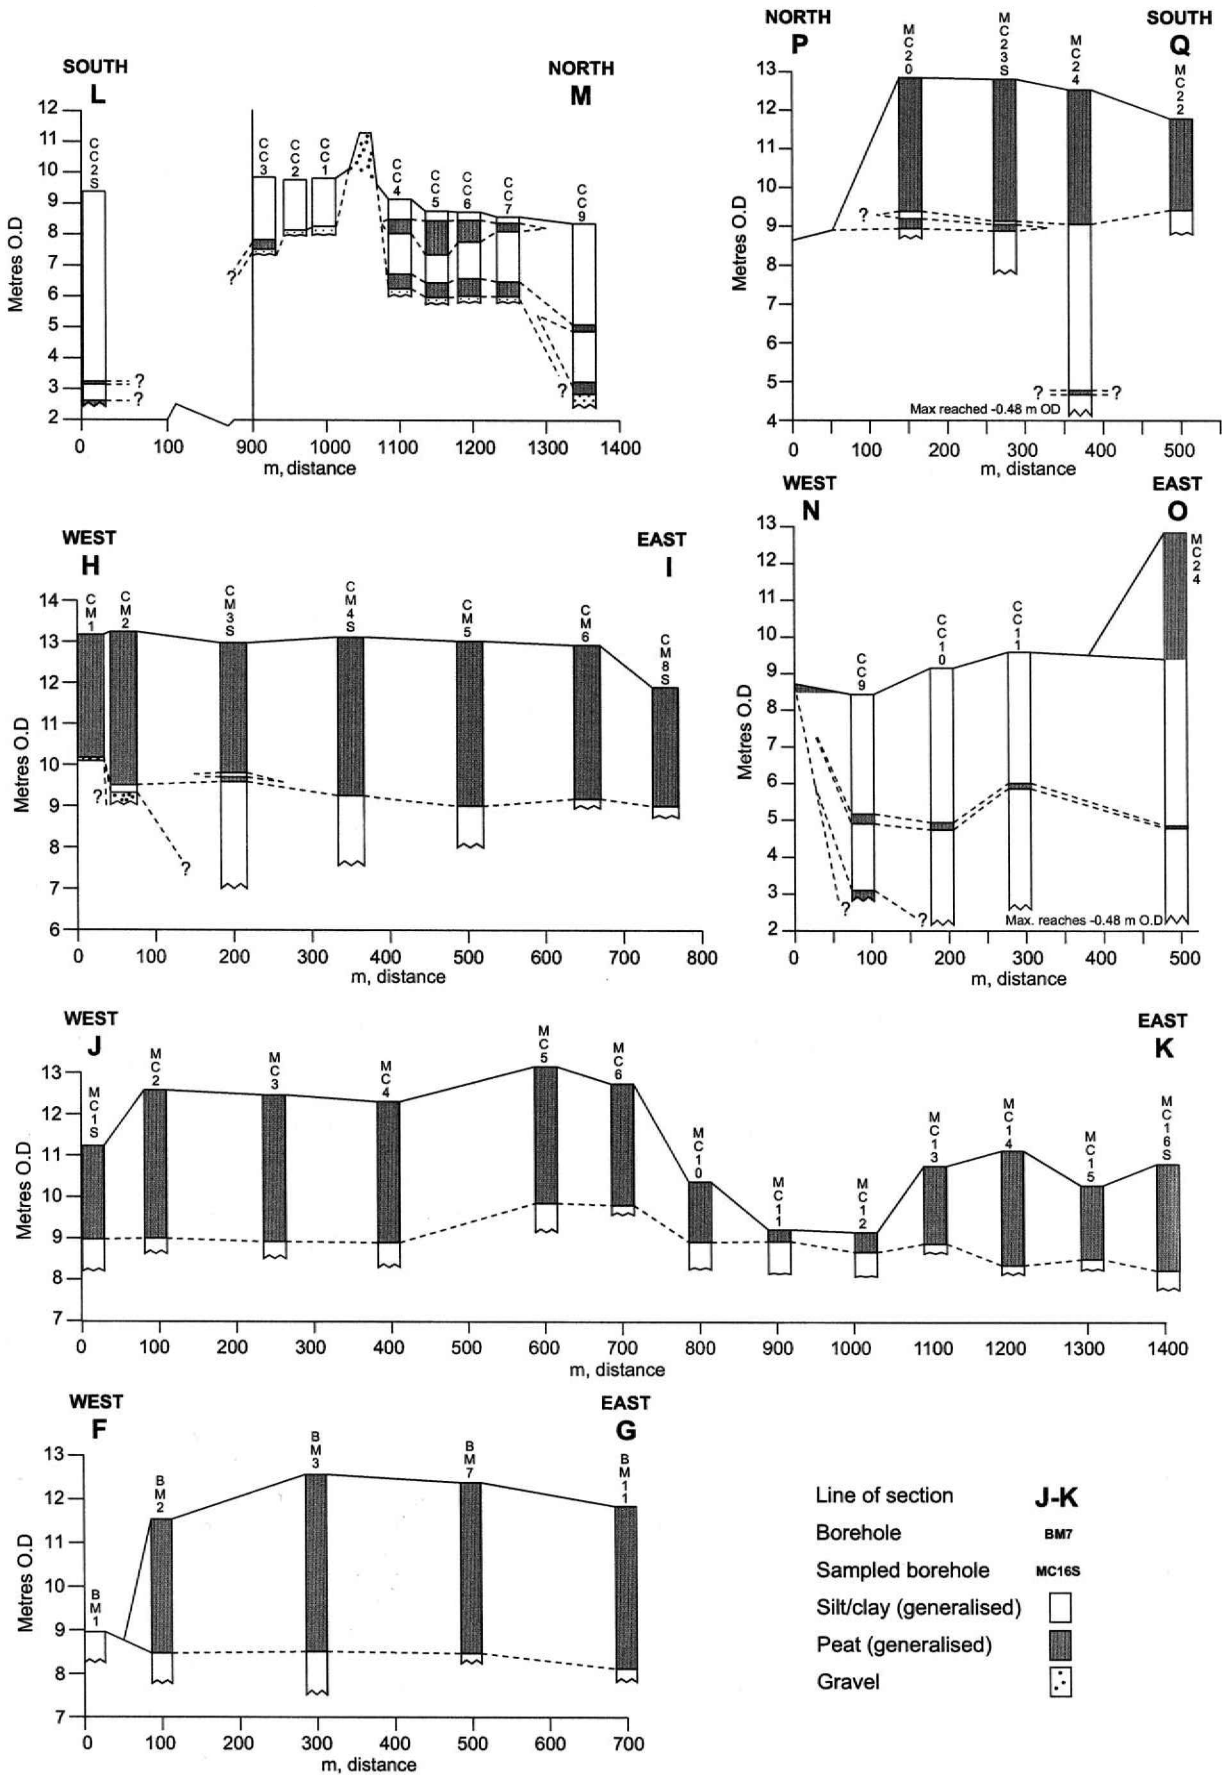 SOUTH
L
NORTH
M
CC2S
CC3
CC2
CC1
CC4
CC5
CC6
CC7
CC9
12
11
10
9
8
7
6
5
4
3
2
Metres O.D
?
?
?
?
0
100
900
1000
1100
1200
1300
1400
m, distance
NORTH
P
SOUTH
Q
MC20
MC23S
MC24
MC22
13
12
11
10
9
8
7
6
5
4
Metres O.D
?
?
?
Max reached -0.48 m OD
0
100
200
300
400
500
m, distance
WEST
H
EAST
I
CM1
CM2
CM3S
CM4S
CM5
CM6
CM8S
14
13
12
11
10
9
8
7
6
Metres O.D
?
?
0
100
200
300
400
500
600
700
800
m, distance
WEST
N
EAST
O
CC9
CC10
CC11
MC24
13
12
11
10
9
8
7
6
5
4
3
2
Metres O.D
?
?
Max. reaches -0.48 m O.D
0
100
200
300
400
500
m, distance
WEST
J
EAST
K
MC1S
MC2
MC3
MC4
MC5
MC6
MC10
MC11
MC12
MC13
MC14
MC15
MC16S
13
12
11
10
9
8
7
Metres O.D
0
100
200
300
400
500
600
700
800
900
1000
1100
1200
1300
1400
m, distance
WEST
F
EAST
G
BM1
BM2
BM3
BM7
BM11
13
12
11
10
9
8
7
Metres O.D
0
100
200
300
400
500
600
700
m, distance
Line of section J-K
Borehole BM7
Sampled borehole MC16S
Silt/clay (generalised)
Peat (generalised)
Gravel